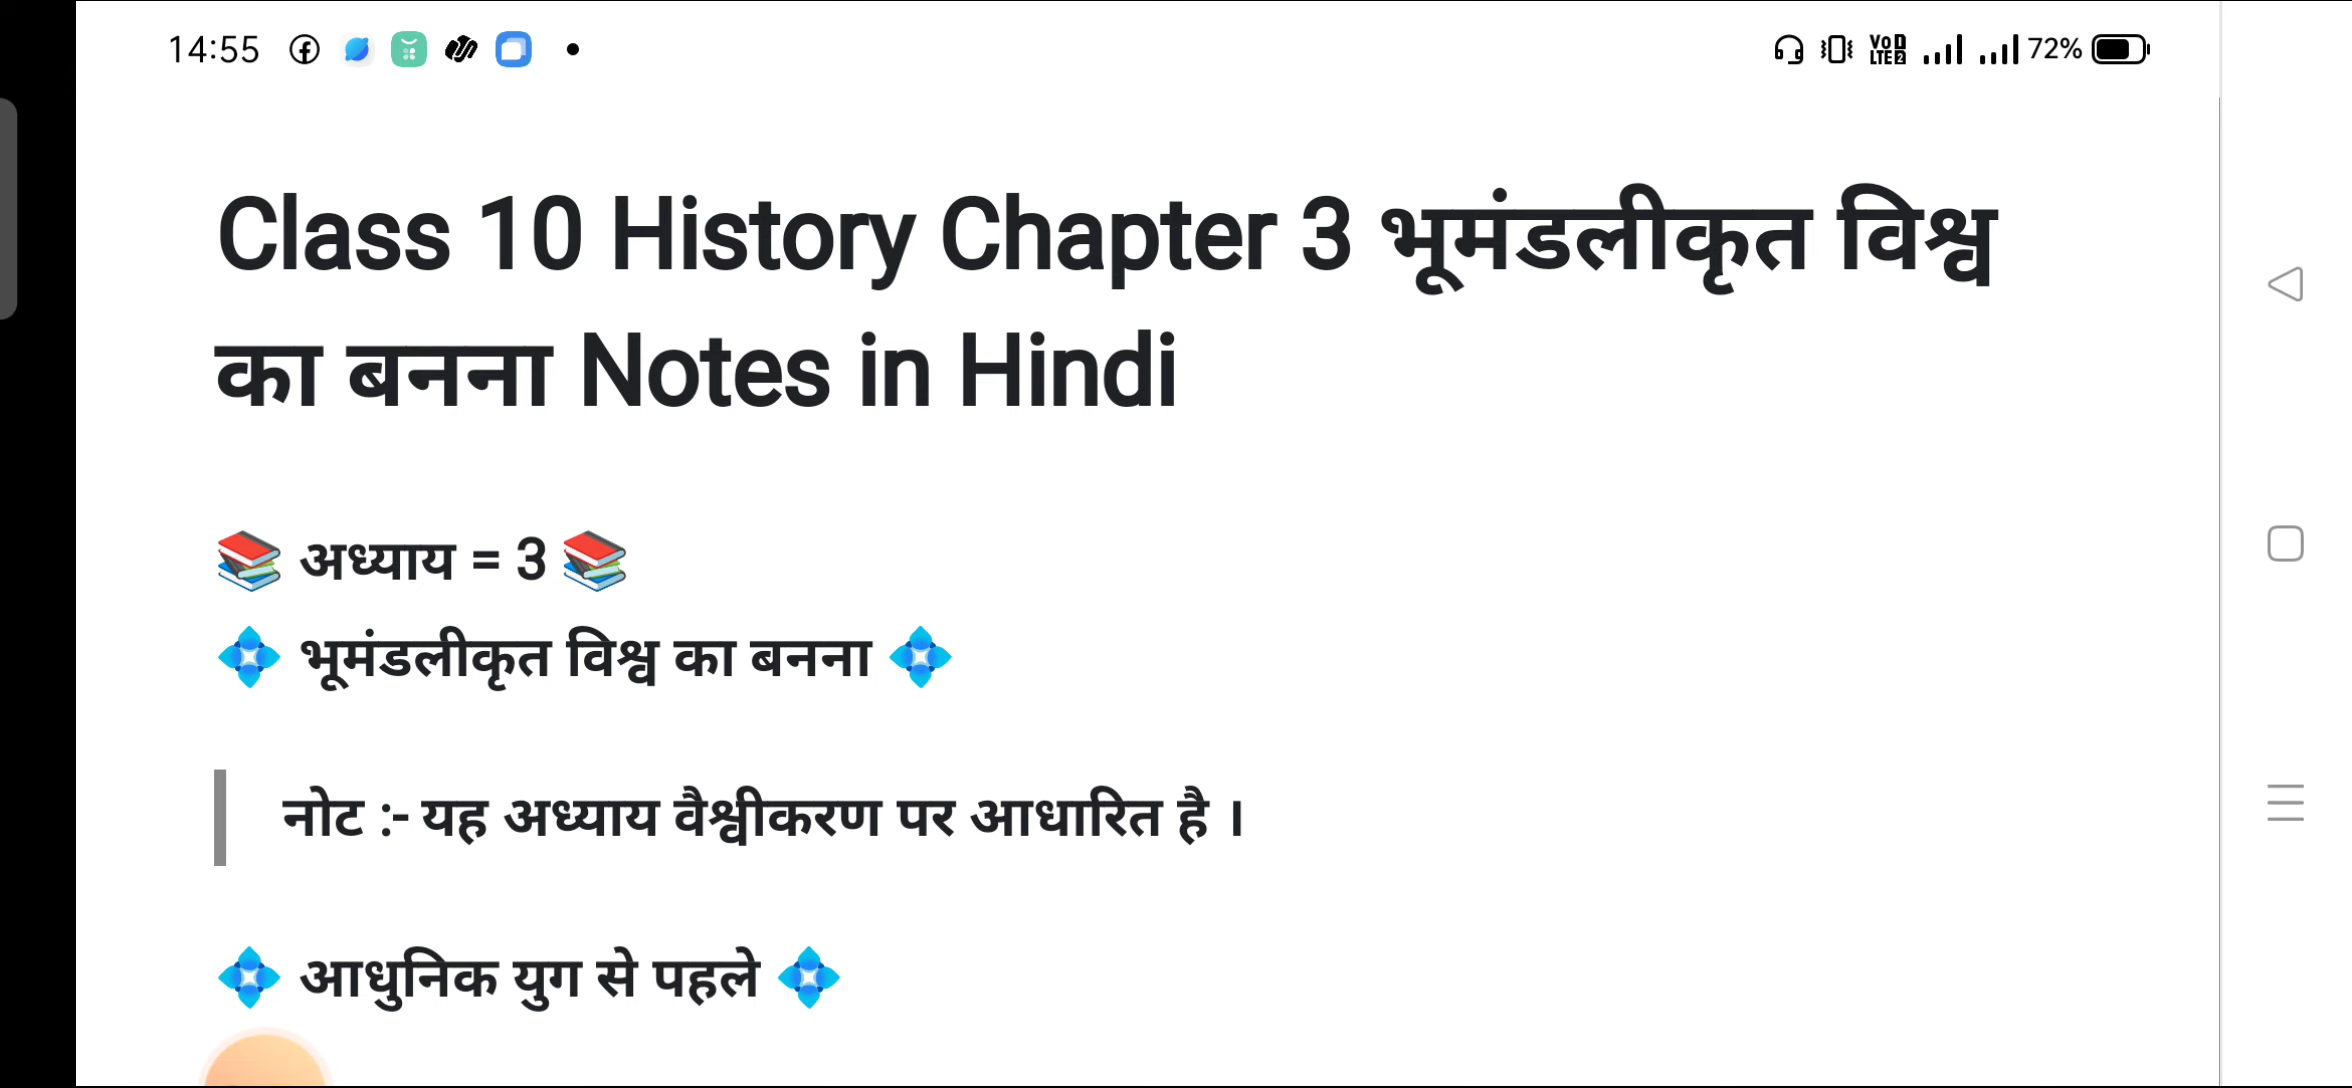 14:55 72%
Class 10 History Chapter 3 भूमंडलीकृत विश्व
का बनना Notes in Hindi
📚 अध्याय = 3 📚
💠 भूमंडलीकृत विश्व का बनना 💠
नोट :- यह अध्याय वैश्वीकरण पर आधारित है ।
💠 आधुनिक युग से पहले 💠